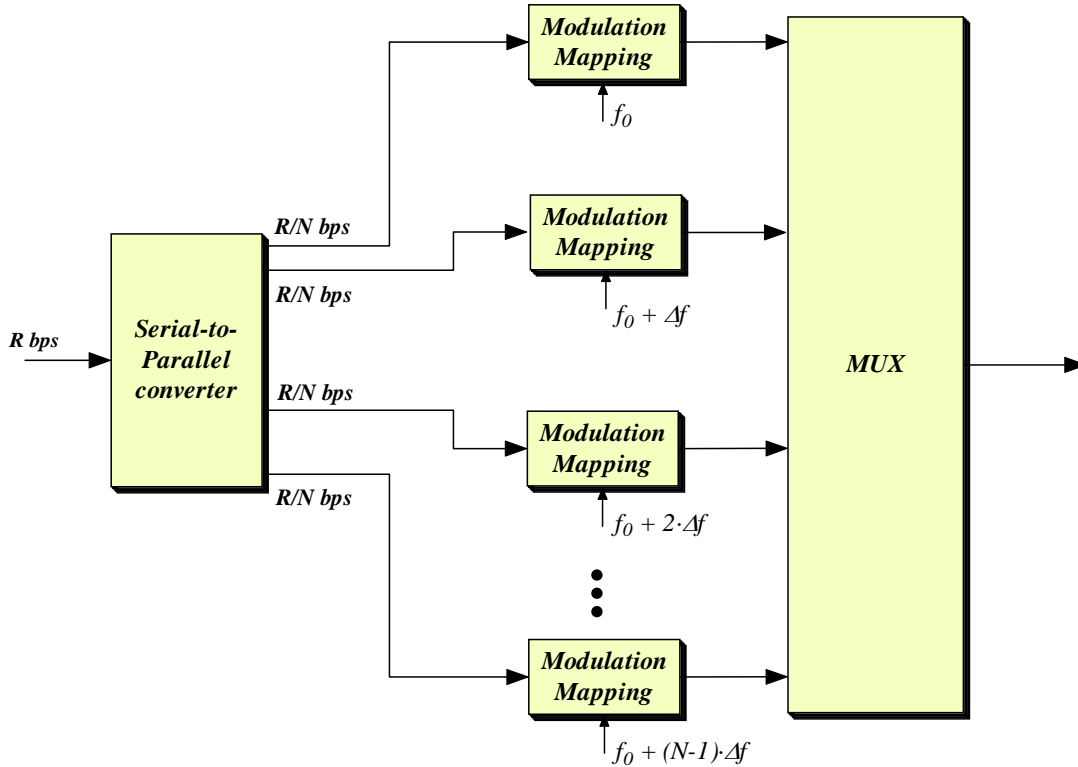 Modulation
Mapping
f0
R/N bps
Modulation
Mapping
R/N bps
f0 + Δf
Serial-to-
Parallel
converter
R bps
MUX
R/N bps
Modulation
Mapping
R/N bps
f0 + 2·Δf
Modulation
Mapping
f0 + (N-1)·Δf